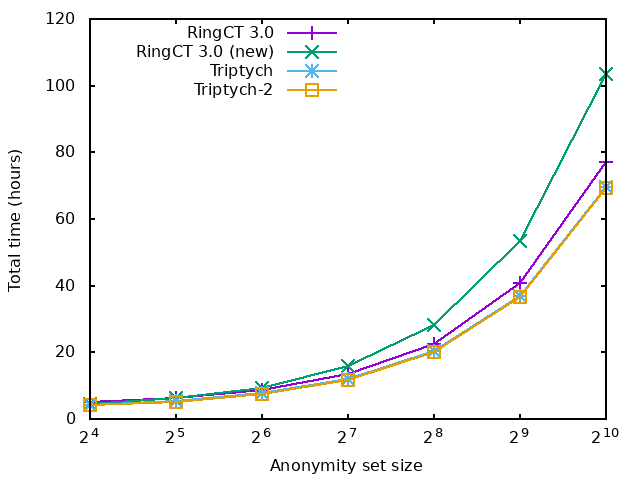 120
100
80
60
40
20
0
Total time (hours)
RingCT 3.0
RingCT 3.0 (new)
Triptych
Triptych-2
2^4 2^5 2^6 2^7 2^8 2^9 2^10
Anonymity set size